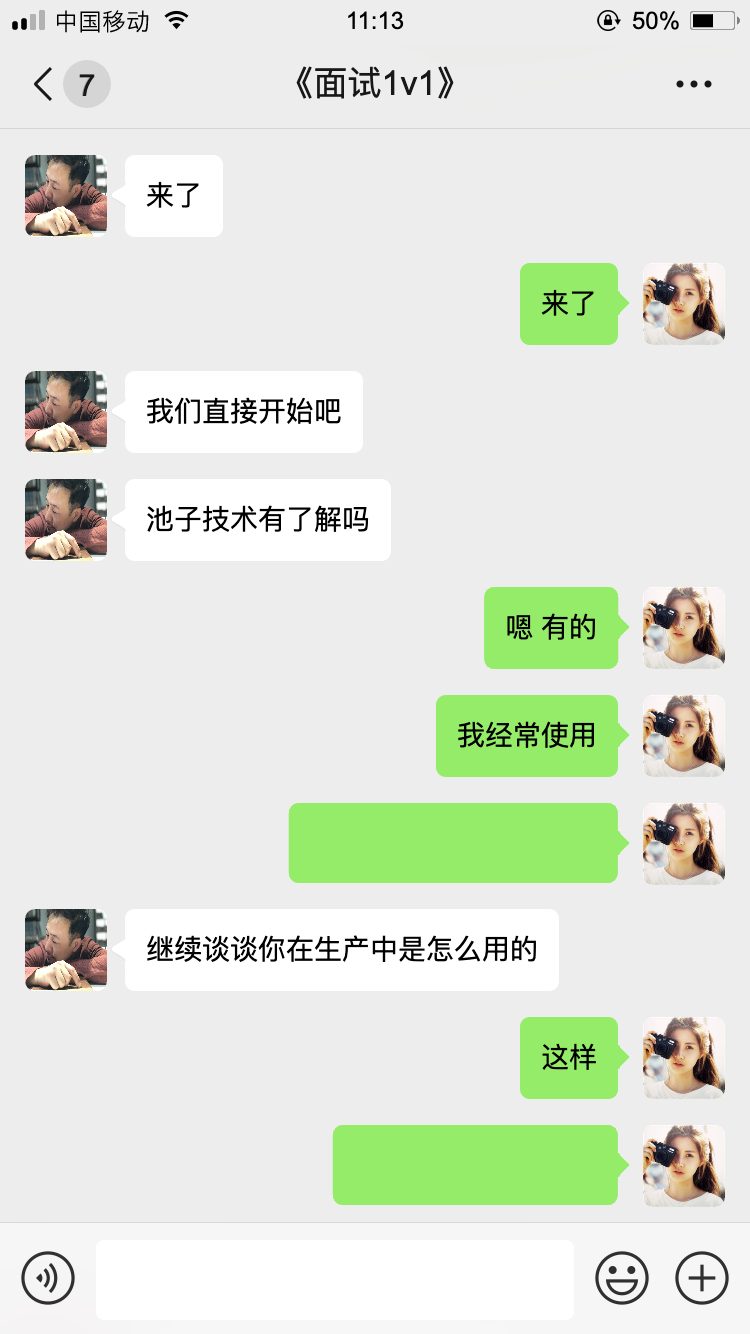 中国移动 11:13 50%
7 《面试1v1》
来了
来了
我们直接开始吧
池子技术有了解吗
嗯 有的
我经常使用
继续谈谈你在生产中是怎么用的
这样